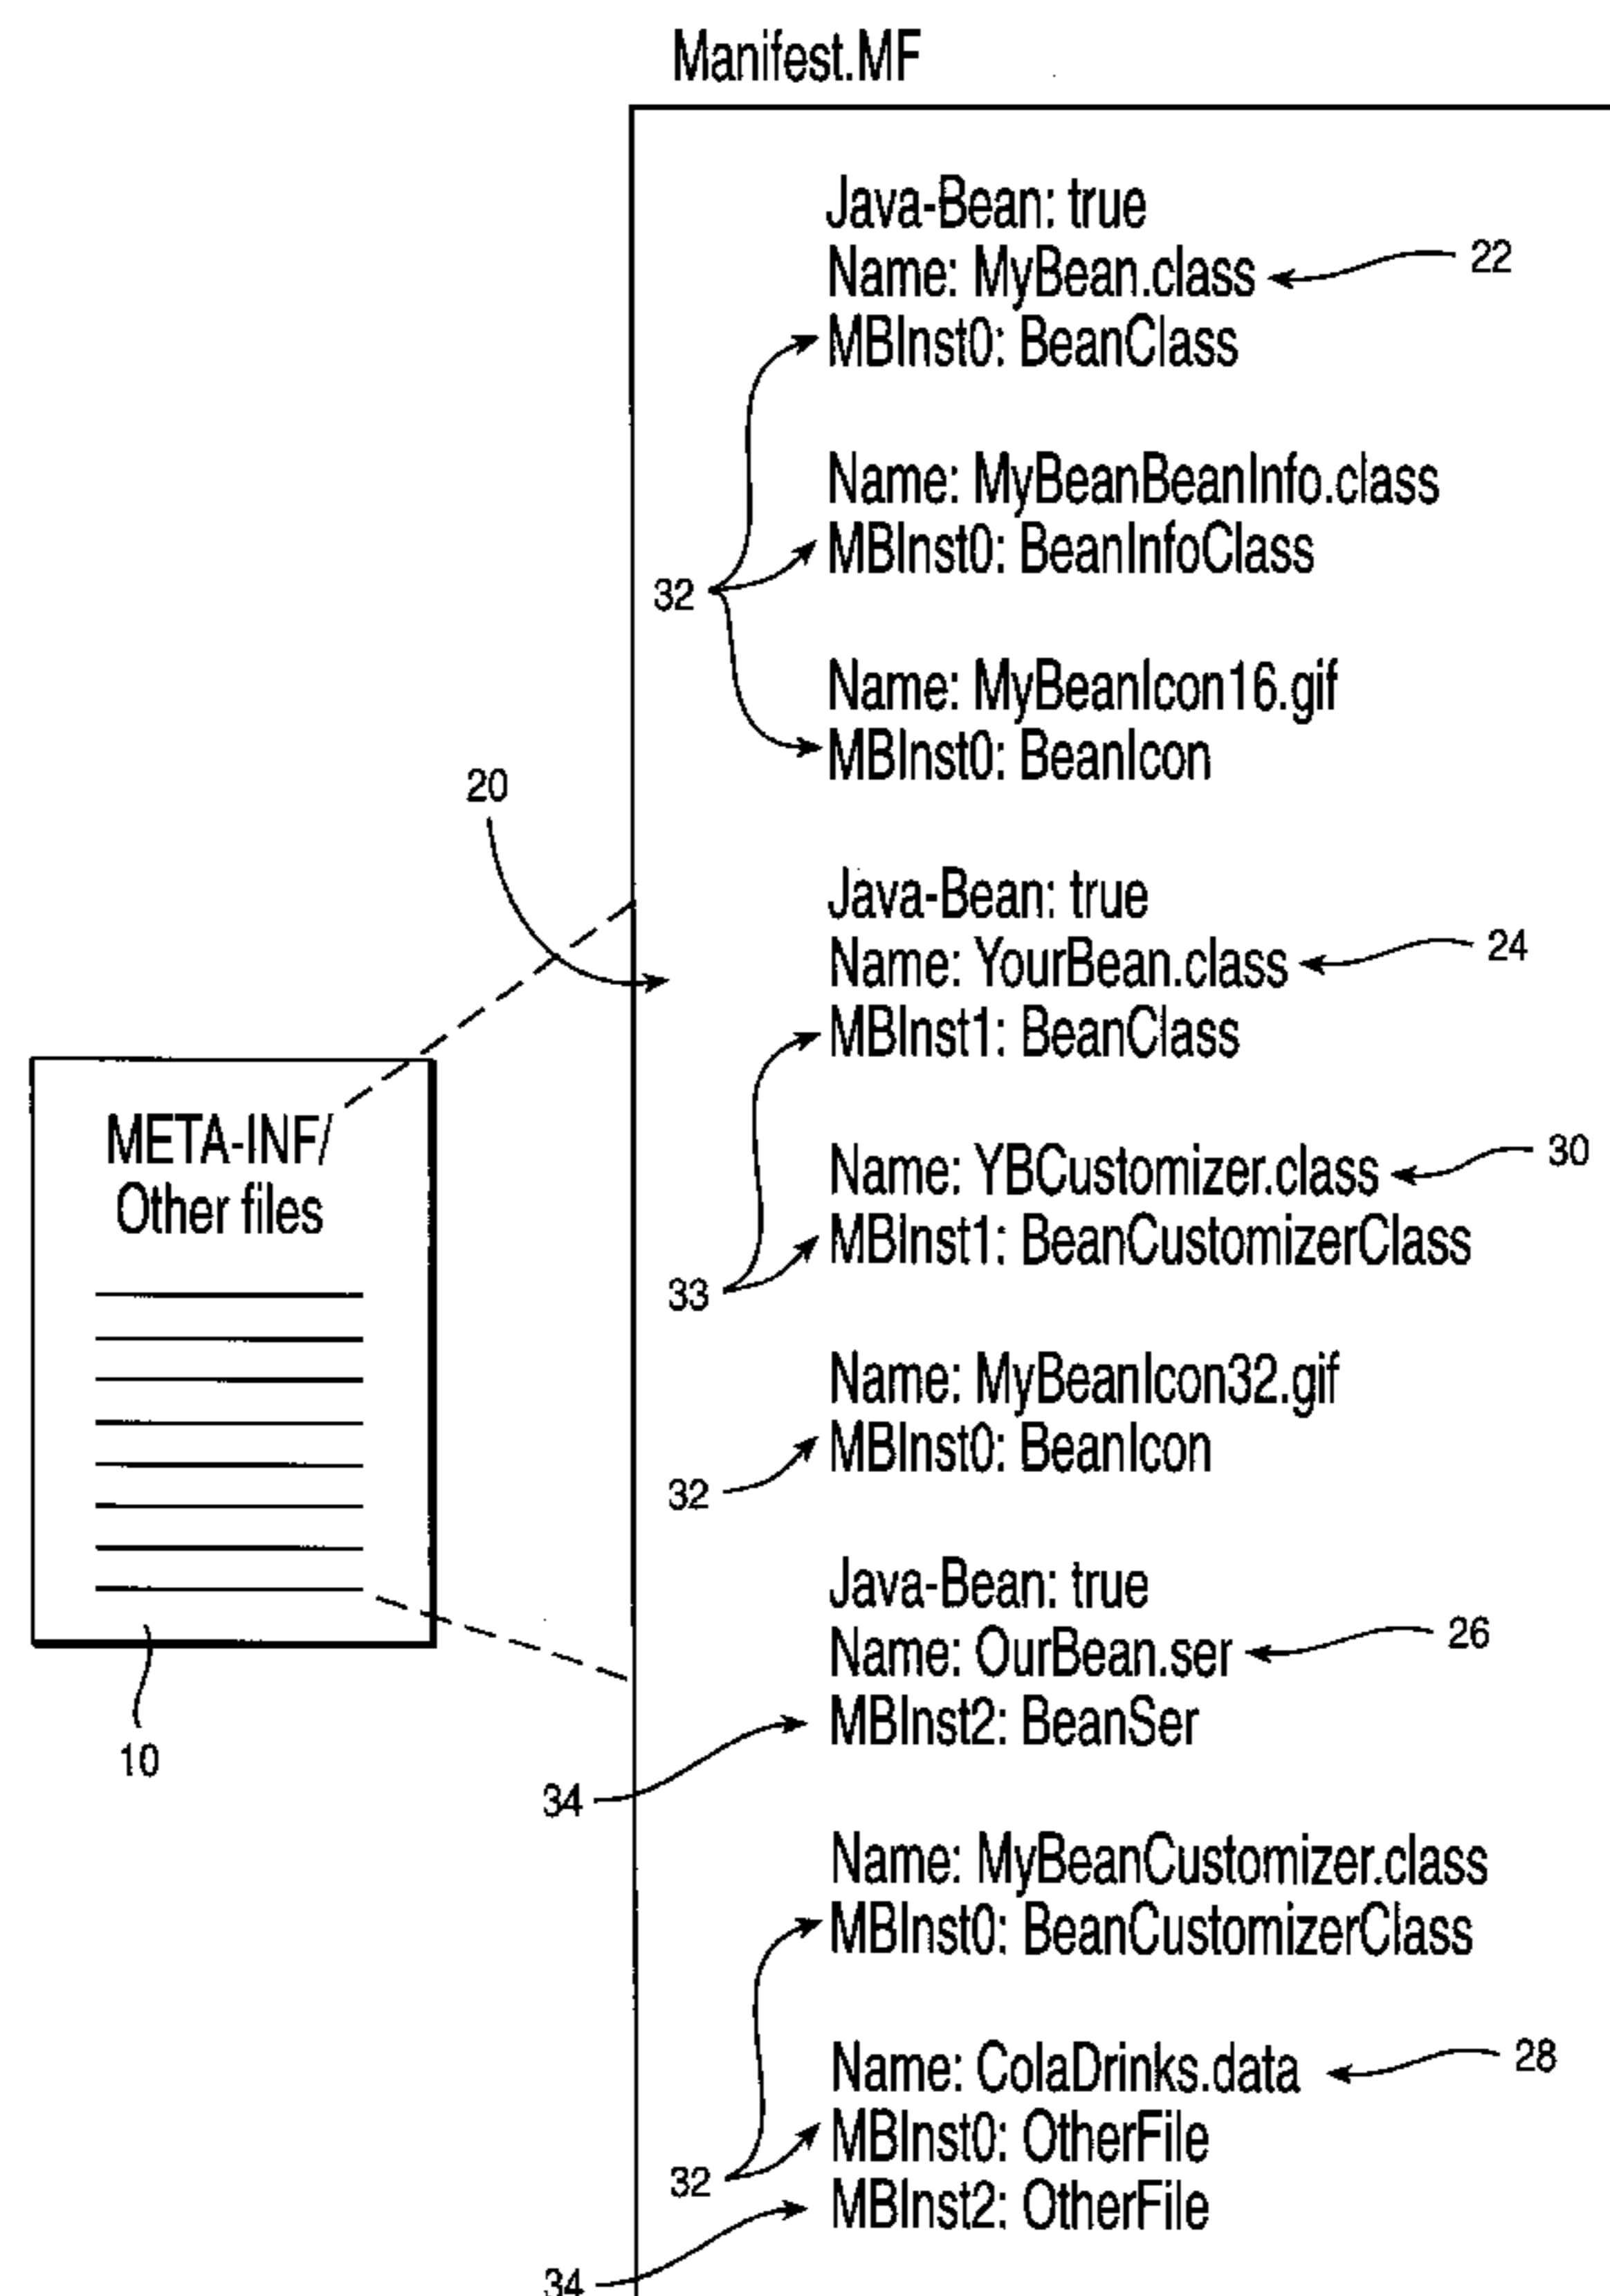 Manifest.MF
Java-Bean: true
Name: MyBean.class
22
MBInst0: BeanClass
Name: MyBeanBeanInfo.class
MBInst0: BeanInfoClass
32
Name: MyBeanIcon16.gif
MBInst0: BeanIcon
20
Java-Bean: true
Name: YourBean.class
24
MBInst1: BeanClass
META-INF/
Other files
Name: YBCustomizer.class
30
MBInst1: BeanCustomizerClass
33
Name: MyBeanIcon32.gif
MBInst0: BeanIcon
32
Java-Bean: true
Name: OurBean.ser
26
MBInst2: BeanSer
10
34
Name: MyBeanCustomizer.class
MBInst0: BeanCustomizerClass
Name: ColaDrinks.data
28
MBInst0: OtherFile
32
MBInst2: OtherFile
34